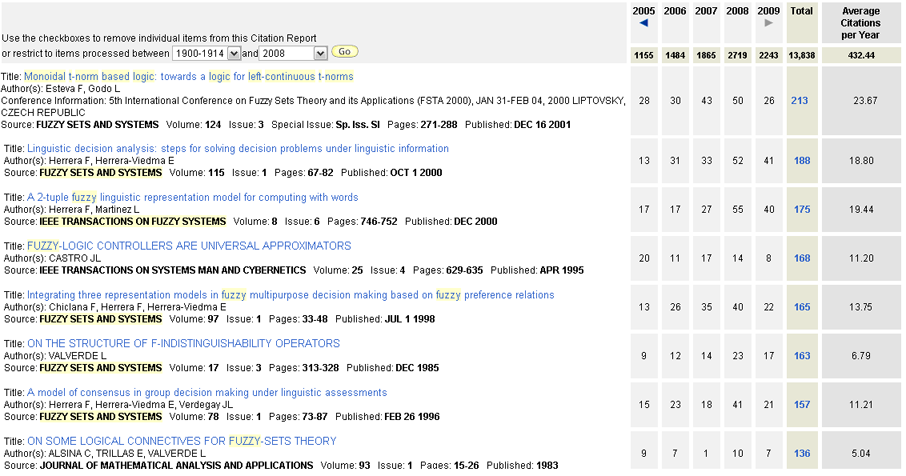 2005 2006 2007 2008 2009 Total Average Citations per Year
Use the checkboxes to remove individual items from this Citation Report
or restrict to items processed between 1900-1914 and 2008 Go
1155 1484 1865 2719 2243 13,838 432.44
Title: Monoidal t-norm based logic: towards a logic for left-continuous t-norms
Author(s): Esteva F, Godo L
Conference Information: 5th International Conference on Fuzzy Sets Theory and its Applications (FSTA 2000), JAN 31-FEB 04, 2000 LIPTOVSKY,
CZECH REPUBLIC
Source: FUZZY SETS AND SYSTEMS Volume: 124 Issue: 3 Special Issue: Sp. Iss. SI Pages: 271-288 Published: DEC 16 2001
28 30 43 50 26 213 23.67
Title: Linguistic decision analysis: steps for solving decision problems under linguistic information
Author(s): Herrera F, Herrera-Viedma E
Source: FUZZY SETS AND SYSTEMS Volume: 115 Issue: 1 Pages: 67-82 Published: OCT 1 2000
13 31 33 52 41 188 18.80
Title: A 2-tuple fuzzy linguistic representation model for computing with words
Author(s): Herrera F, Martinez L
Source: IEEE TRANSACTIONS ON FUZZY SYSTEMS Volume: 8 Issue: 6 Pages: 746-752 Published: DEC 2000
17 17 27 55 40 175 19.44
Title: FUZZY-LOGIC CONTROLLERS ARE UNIVERSAL APPROXIMATORS
Author(s): CASTRO JL
Source: IEEE TRANSACTIONS ON SYSTEMS MAN AND CYBERNETICS Volume: 25 Issue: 4 Pages: 629-635 Published: APR 1995
20 11 17 14 8 168 11.20
Title: Integrating three representation models in fuzzy multipurpose decision making based on fuzzy preference relations
Author(s): Chiclana F, Herrera F, Herrera-Viedma E
Source: FUZZY SETS AND SYSTEMS Volume: 97 Issue: 1 Pages: 33-48 Published: JUL 1 1998
13 26 35 40 22 165 13.75
Title: ON THE STRUCTURE OF F-INDISTINGUISHABILITY OPERATORS
Author(s): VALVERDE L
Source: FUZZY SETS AND SYSTEMS Volume: 17 Issue: 3 Pages: 313-328 Published: DEC 1985
9 12 14 23 17 163 6.79
Title: A model of consensus in group decision making under linguistic assessments
Author(s): Herrera F, Herrera-Viedma E, Verdegay JL
Source: FUZZY SETS AND SYSTEMS Volume: 78 Issue: 1 Pages: 73-87 Published: FEB 26 1996
15 23 18 41 21 157 11.21
Title: ON SOME LOGICAL CONNECTIVES FOR FUZZY-SETS THEORY
Author(s): ALSINA C, TRILLAS E, VALVERDE L
Source: JOURNAL OF MATHEMATICAL ANALYSIS AND APPLICATIONS Volume: 93 Issue: 1 Pages: 15-26 Published: 1983
9 7 1 10 7 136 5.04